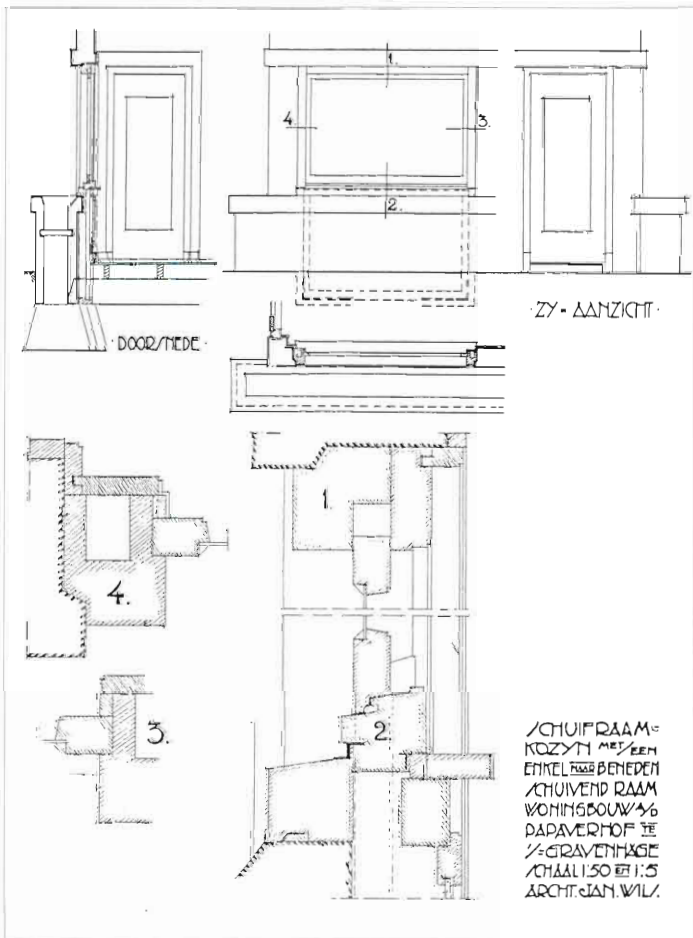 1.
4.
3.
2.
·ZY=AANZICHT·
·DOORSNEDE·
1.
4.
3.
2.
SCHUIFRAAM=
KOZYN MET EEN
ENKEL NAAR BENEDEN
SCHUIVEND RAAM
WONINGBOUW A/D
PAPAVERHOF TE
'S=GRAVENHAGE
SCHAAL 1:50 EN 1:5
ARCHT. JAN. WILS.